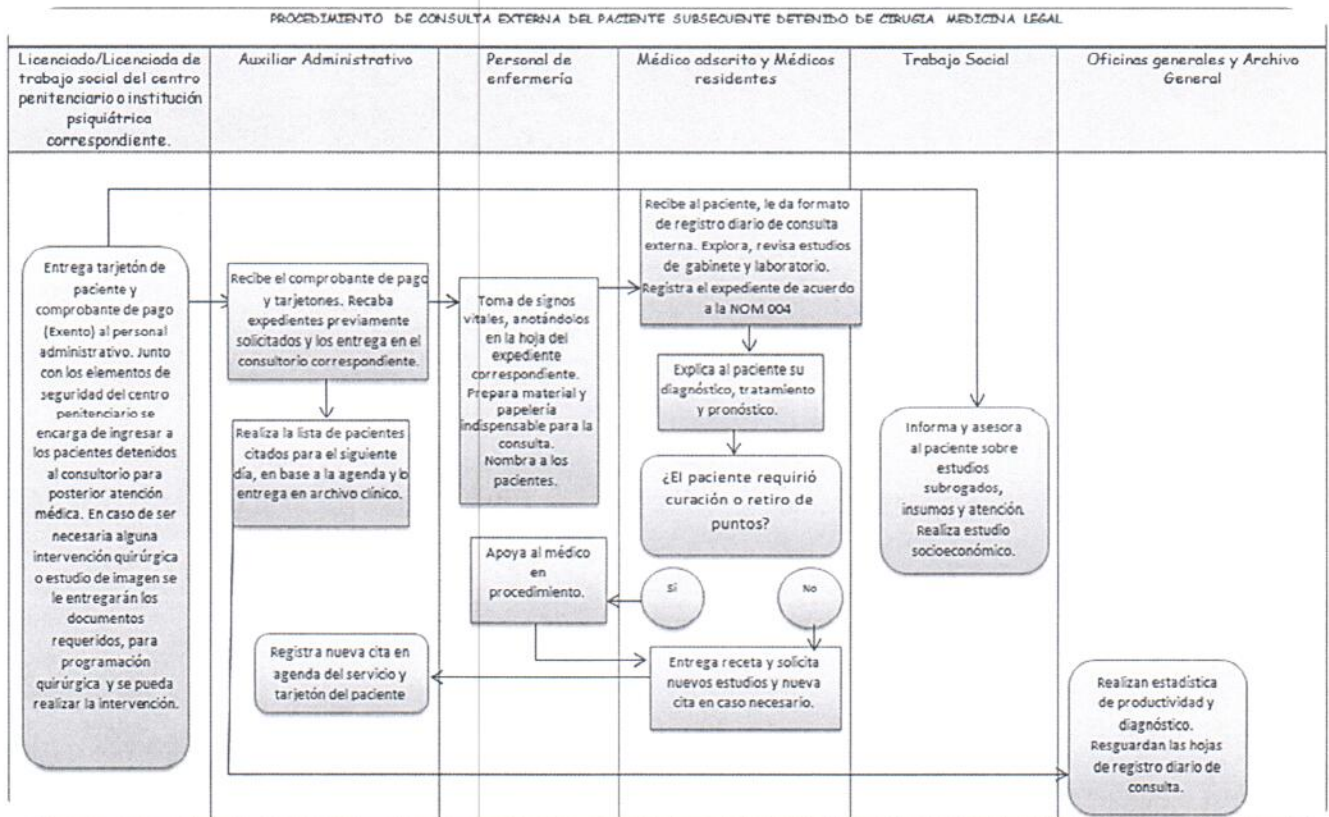 PROCEDIMIENTO DE CONSULTA EXTERNA DEL PACIENTE SUBSECUENTE DETENIDO DE CIRUGIA MEDICINA LEGAL
Licenciado/Licenciada de
trabajo social del centro
penitenciario o institución
psiquiátrica
correspondiente.
Auxiliar Administrativo
Personal de
enfermería
Médico adscrito y Médicos
residentes
Trabajo Social
Oficinas generales y Archivo
General
Entrega tarjetón de
paciente y
comprobante de pago
(Exento) al personal
administrativo. Junto
con los elementos de
seguridad del centro
penitenciario se
encarga de ingresar a
los pacientes detenidos
al consultorio para
posterior atención
médica. En caso de ser
necesaria alguna
intervención quirúrgica
o estudio de imagen se
le entregarán los
documentos
requeridos, para
programación
quirúrgica y se pueda
realizar la intervención.
Recibe el comprobante de pago
y tarjetones. Recaba
expedientes previamente
solicitados y los entrega en el
consultorio correspondiente.
Realiza la lista de pacientes
citados para el siguiente
día, en base a la agenda y lo
entrega en archivo clínico.
Toma de signos
vitales, anotándolos
en la hoja del
expediente
correspondiente.
Prepara material y
papelería
indispensable para la
consulta.
Nombra a los
pacientes.
Recibe al paciente, le da formato
de registro diario de consulta
externa. Explora, revisa estudios
de gabinete y laboratorio.
Registra el expediente de acuerdo
a la NOM 004
Explica al paciente su
diagnóstico, tratamiento
y pronóstico.
¿El paciente requirió
curación o retiro de
puntos?
Si
No
Apoya al médico
en
procedimiento.
Entrega receta y solicita
nuevos estudios y nueva
cita en caso necesario.
Registra nueva cita en
agenda del servicio y
tarjetón del paciente
Informa y asesora
al paciente sobre
estudios
subrogados,
insumos y atención.
Realiza estudio
socioeconómico.
Realizan estadística
de productividad y
diagnóstico.
Resguardan las hojas
de registro diario de
consulta.